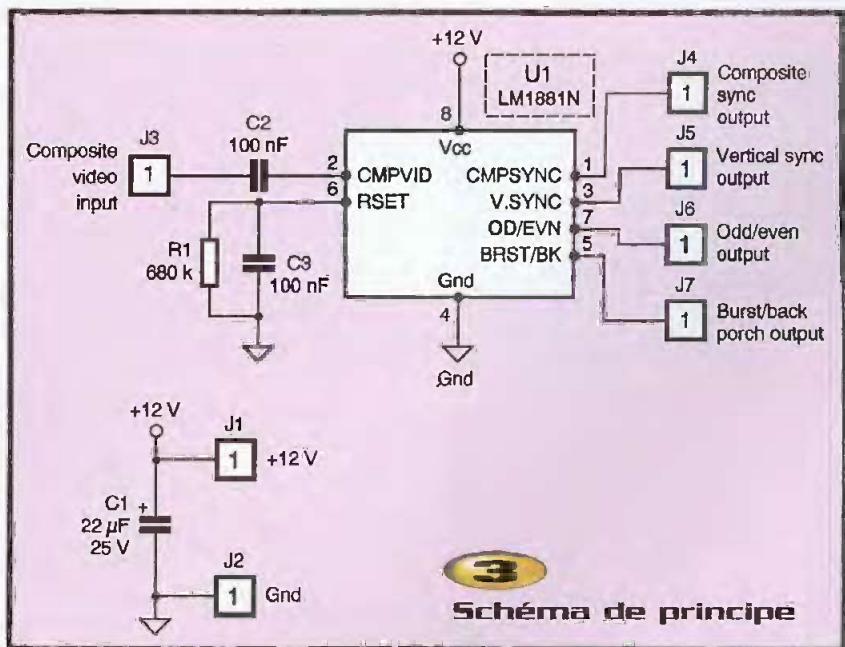 +12 V
U1
LM1881N
J4
1
Composite
sync
output
J3
1
Composite
video
input
C2
100 nF
8
Vcc
2
CMPVID
6
RSET
CMPSYNC
1
V.SYNC
3
OD/EVN
7
BRST/BK
5
Gnd
4
Gnd
J5
1
Vertical sync
output
J6
1
Odd/even
output
J7
1
Burst/back
porch output
R1
680 k
C3
100 nF
+12 V
J1
1
+12 V
C1
+
22 µF
25 V
J2
1
Gnd
3
Schéma de principe